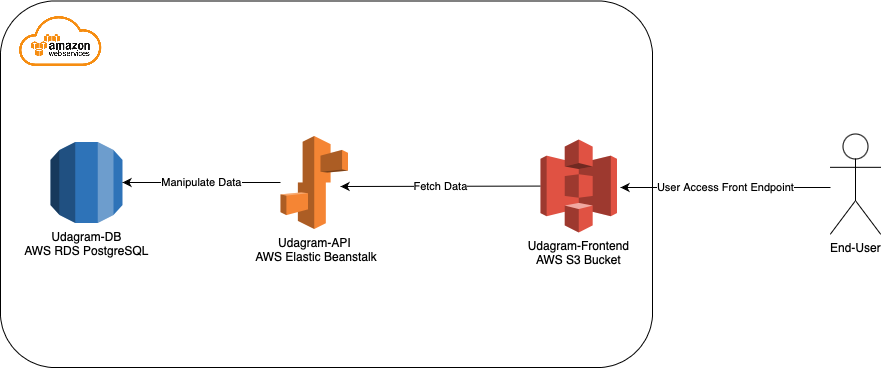 amazon
webservices
Manipulate Data
Fetch Data
User Access Front Endpoint
Udagram-DB
AWS RDS PostgreSQL
Udagram-API
AWS Elastic Beanstalk
Udagram-Frontend
AWS S3 Bucket
End-User